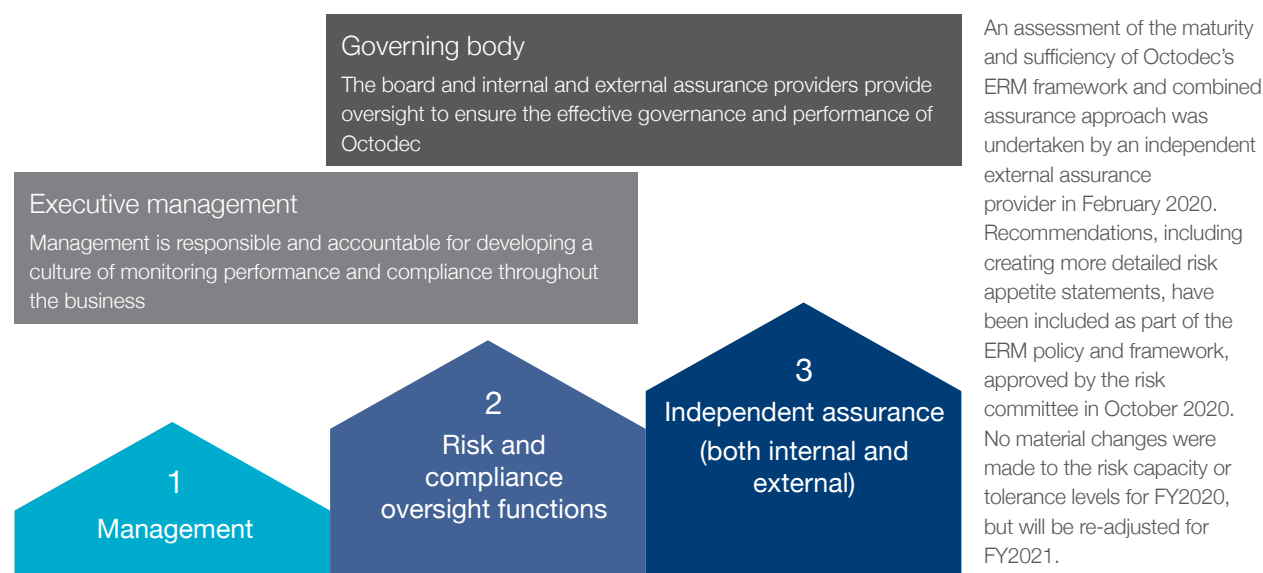 Governing body
The board and internal and external assurance providers provide
oversight to ensure the effective governance and performance of
Octodec
Executive management
Management is responsible and accountable for developing a
culture of monitoring performance and compliance throughout
the business
1
Management
2
Risk and
compliance
oversight functions
3
Independent assurance
(both internal and
external)
An assessment of the maturity
and sufficiency of Octodec’s
ERM framework and combined
assurance approach was
undertaken by an independent
external assurance
provider in February 2020.
Recommendations, including
creating more detailed risk
appetite statements, have
been included as part of the
ERM policy and framework,
approved by the risk
committee in October 2020.
No material changes were
made to the risk capacity or
tolerance levels for FY2020,
but will be re-adjusted for
FY2021.